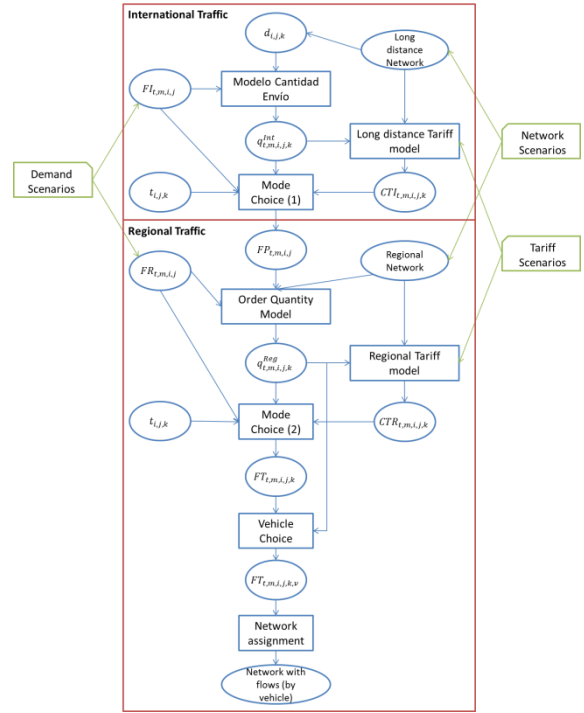 International Traffic
d_{i,j,k}
Long
distance
Network
FI_{t,m,i,j}
Modelo Cantidad
Envío
Demand
Scenarios
q^{Int}_{t,m,i,j,k}
Long distance Tariff
model
Network
Scenarios
t_{i,j,k}
Mode
Choice (1)
CTI_{t,m,i,j,k}
Regional Traffic
FP_{t,m,i,j}
FR_{t,m,i,j}
Regional
Network
Tariff
Scenarios
Order Quantity
Model
q^{Reg}_{t,m,i,j,k}
Regional Tariff
model
t_{i,j,k}
Mode
Choice (2)
CTR_{t,m,i,j,k}
FT_{t,m,i,j,k}
Vehicle
Choice
FT_{t,m,i,j,k,v}
Network
assignment
Network with
flows (by
vehicle)